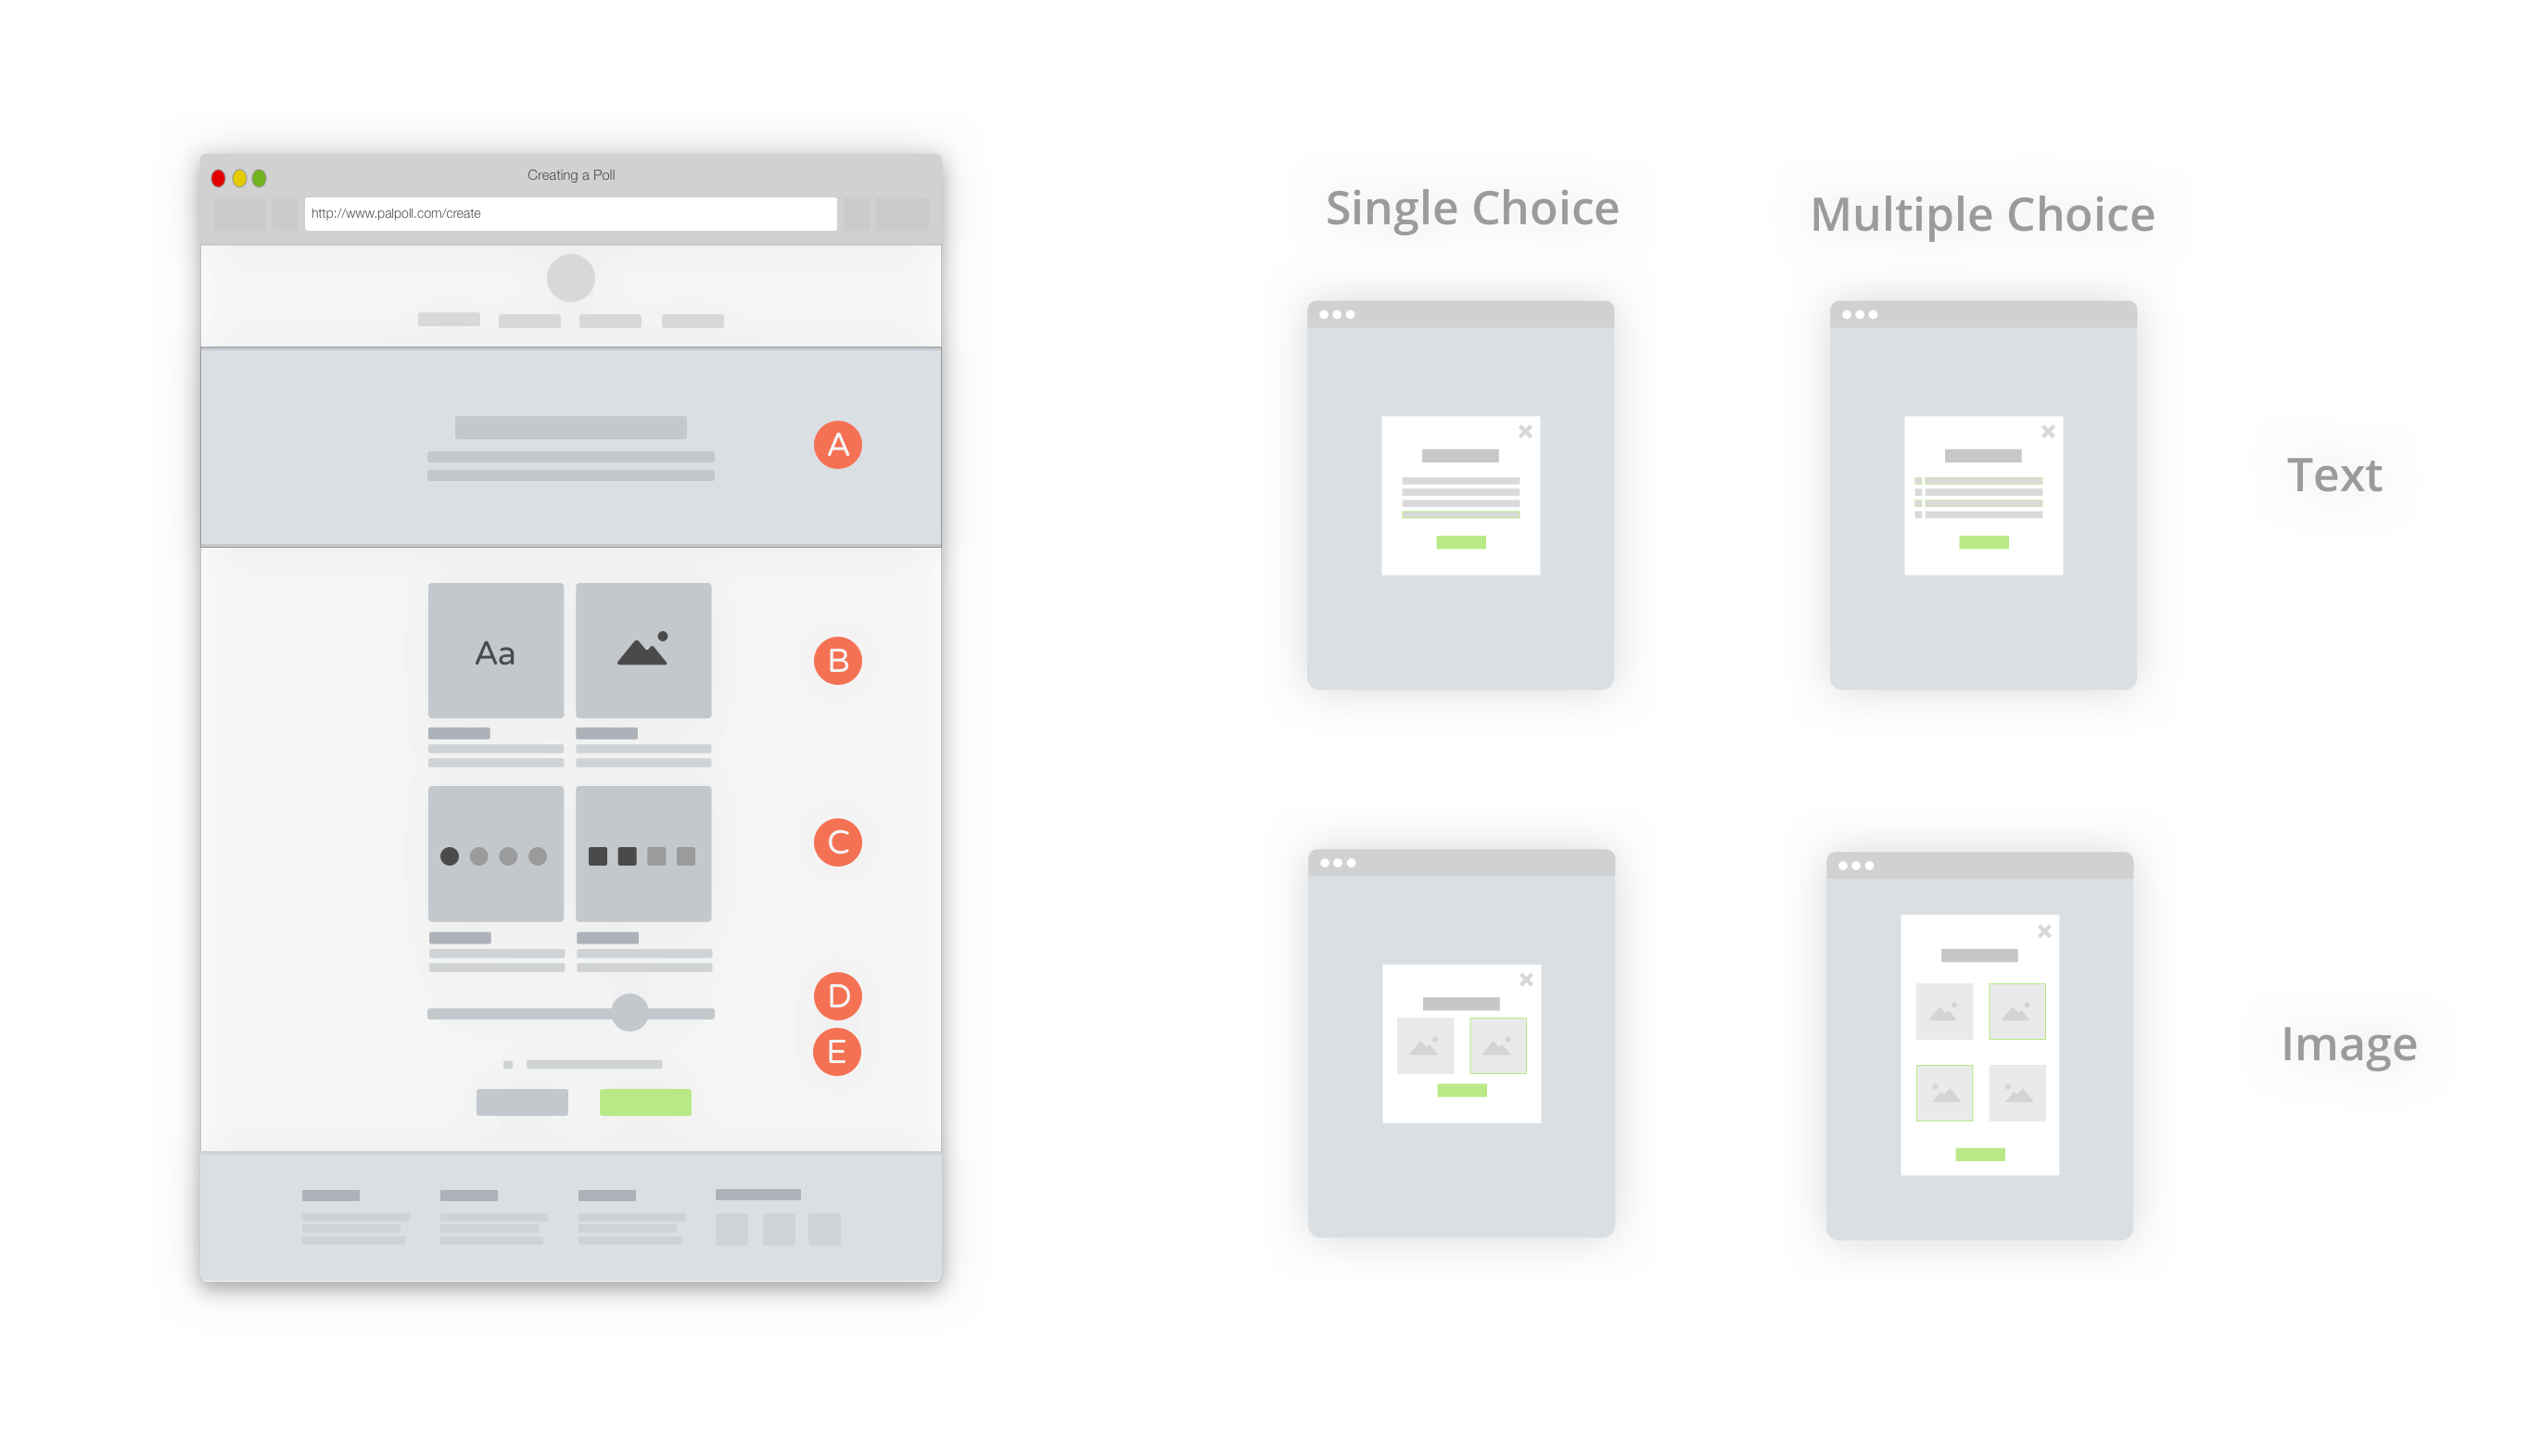 Creating a Poll
http://www.palpoll.com/create
A
Aa
B
C
D
E
Single Choice
Multiple Choice
Text
Image